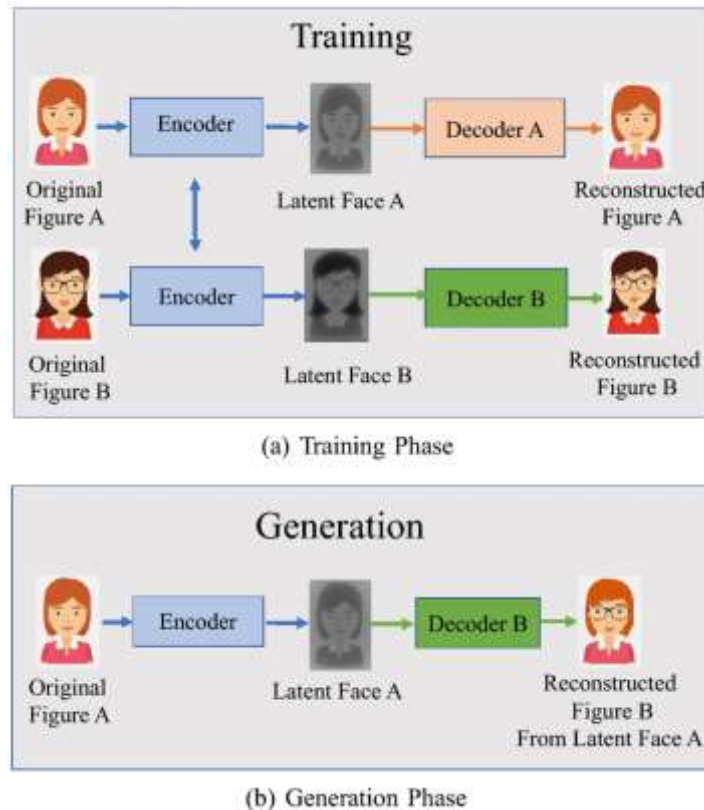 Training
Encoder
Decoder A
Original
Figure A
Latent Face A
Reconstructed
Figure A
Encoder
Decoder B
Original
Figure B
Latent Face B
Reconstructed
Figure B
(a) Training Phase
Generation
Encoder
Decoder B
Original
Figure A
Latent Face A
Reconstructed
Figure B
From Latent Face A
(b) Generation Phase